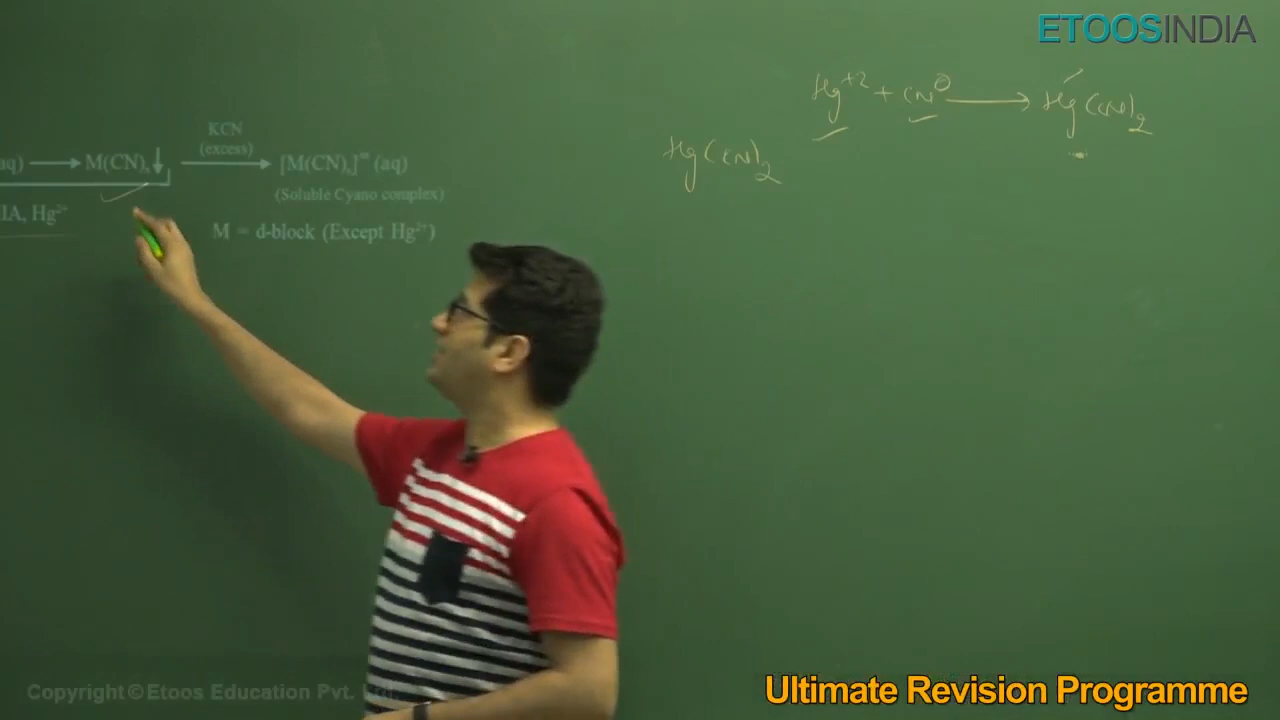 ETOOSINDIA
Hg+2 + CN⊖ ⟶ Hg(CN)2
Hg(CN)2
KCN
(excess)
aq) ⟶ M(CN)n↓ ⟶ [M(CN)x]m (aq)
(Soluble Cyano complex)
IA, Hg2+
M = d-block (Except Hg2+)
Copyright © Etoos Education Pvt. Ltd.
Ultimate Revision Programme